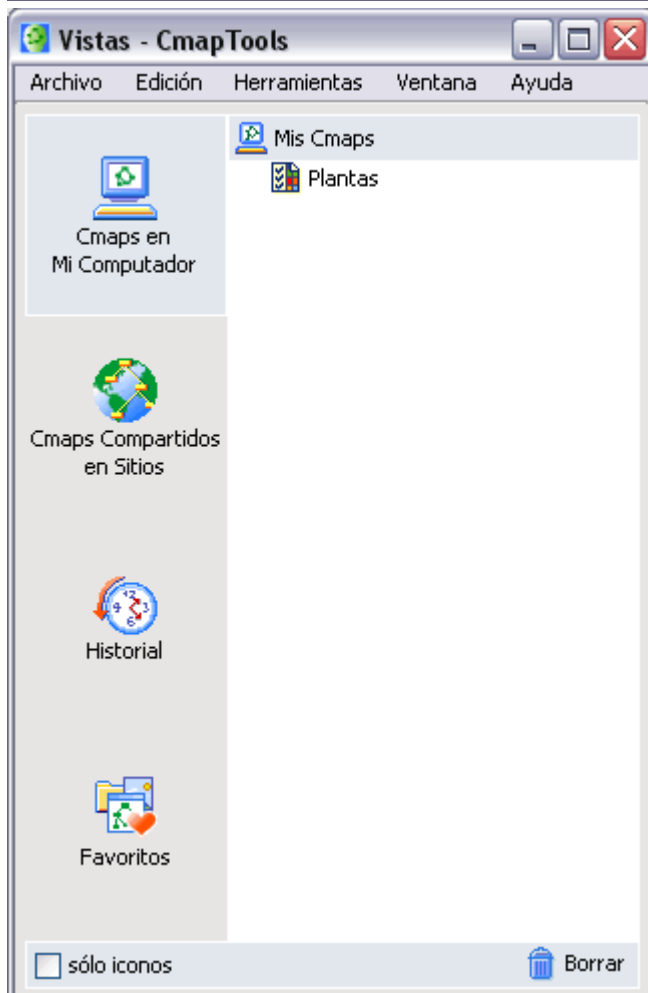 Vistas - CmapTools
Archivo Edición Herramientas Ventana Ayuda
Mis Cmaps
Plantas
Cmaps en
Mi Computador
Cmaps Compartidos
en Sitios
Historial
Favoritos
sólo iconos
Borrar